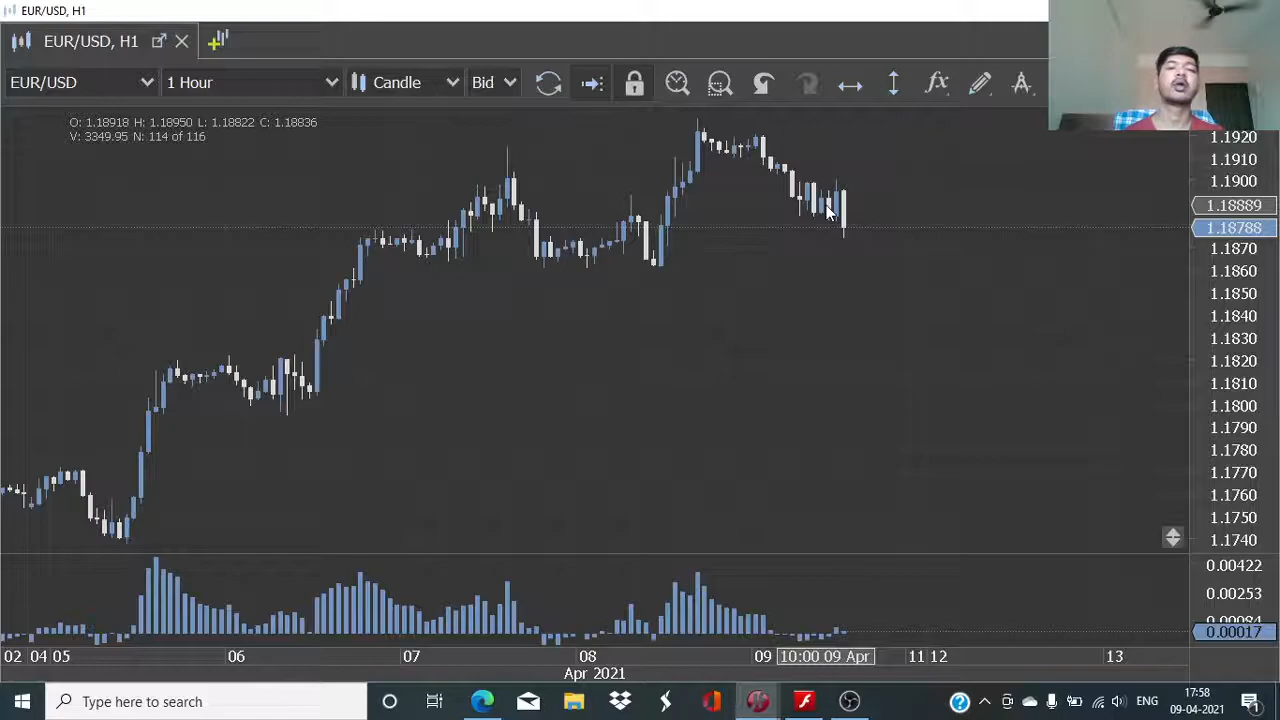 EUR/USD, H1
EUR/USD, H1
EUR/USD 1 Hour Candle Bid fx
O: 1.18918 H: 1.18950 L: 1.18822 C: 1.18836
V: 3349.95 N: 114 of 116
1.1920
1.1910
1.1900
1.18889
1.18788
1.1870
1.1860
1.1850
1.1840
1.1830
1.1820
1.1810
1.1800
1.1790
1.1780
1.1770
1.1760
1.1750
1.1740
0.00422
0.00253
0.00084
0.00017
02 04 05 06 07 08 09 10:00 09 Apr 11 12 13
Apr 2021
Type here to search
ENG
17:58
09-04-2021
1